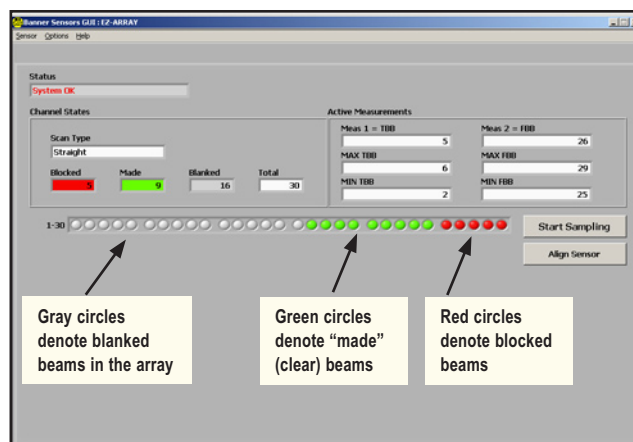 Banner Sensors GUI : EZ-ARRAY
Sensor Options Help
Status
System OK
Channel States
Scan Type
Straight
Blocked Made Blanked Total
5 9 16 30
Active Measurements
Meas 1 = TBB Meas 2 = FBB
5 26
MAX TBB MAX FBB
6 29
MIN TBB MIN FBB
2 25
1-30
Start Sampling
Align Sensor
Gray circles
denote blanked
beams in the array
Green circles
denote “made”
(clear) beams
Red circles
denote blocked
beams